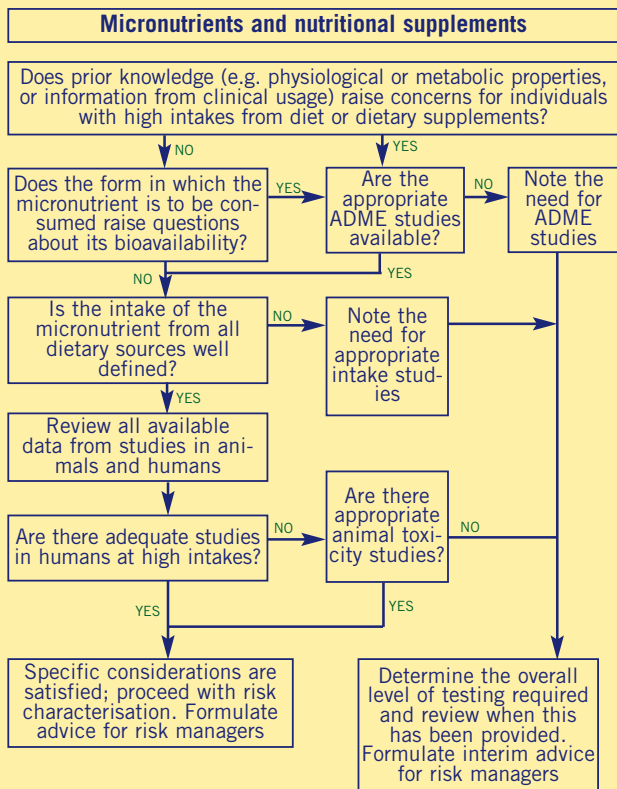 Micronutrients and nutritional supplements
Does prior knowledge (e.g. physiological or metabolic properties,
or information from clinical usage) raise concerns for individuals
with high intakes from diet or dietary supplements?
NO
YES
Does the form in which the
micronutrient is to be con-
sumed raise questions
about its bioavailability?
YES
Are the
appropriate
ADME studies
available?
NO
Note the
need for
ADME
studies
NO
YES
Is the intake of the
micronutrient from all
dietary sources well
defined?
NO
Note the
need for
appropriate
intake stud-
ies
YES
Review all available
data from studies in ani-
mals and humans
Are there adequate studies
in humans at high intakes?
NO
Are there
appropriate
animal toxi-
city studies?
NO
YES
YES
Specific considerations are
satisfied; proceed with risk
characterisation. Formulate
advice for risk managers
Determine the overall
level of testing required
and review when this
has been provided.
Formulate interim advice
for risk managers